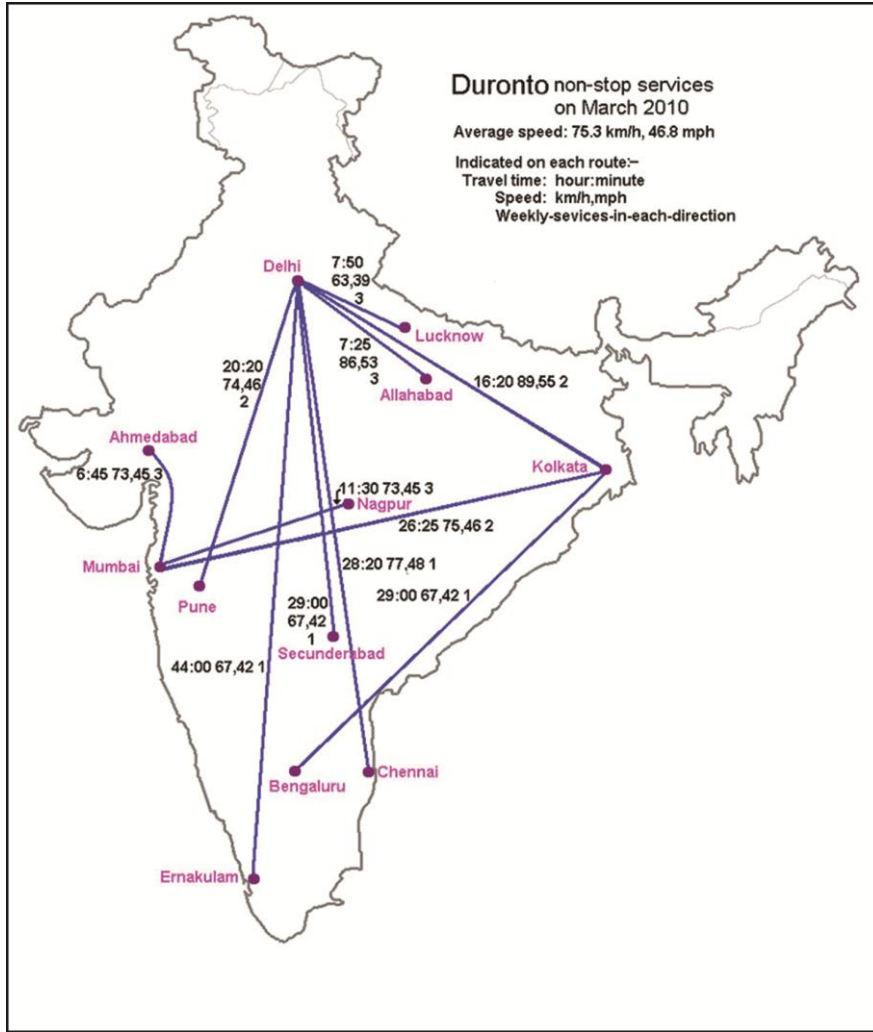 Duronto non-stop services
on March 2010
Average speed: 75.3 km/h, 46.8 mph
Indicated on each route:–
Travel time: hour:minute
Speed: km/h,mph
Weekly-sevices-in-each-direction
Delhi
7:50
63,39
3
Lucknow
7:25
86,53
3
Allahabad
20:20
74,46
2
16:20 89,55 2
Ahmedabad
6:45 73,45 3
Kolkata
11:30 73,45 3
Nagpur
26:25 75,46 2
Mumbai
28:20 77,48 1
Pune
29:00 67,42 1
29:00
67,42
1
Secunderabad
44:00 67,42 1
Bengaluru
Chennai
Ernakulam